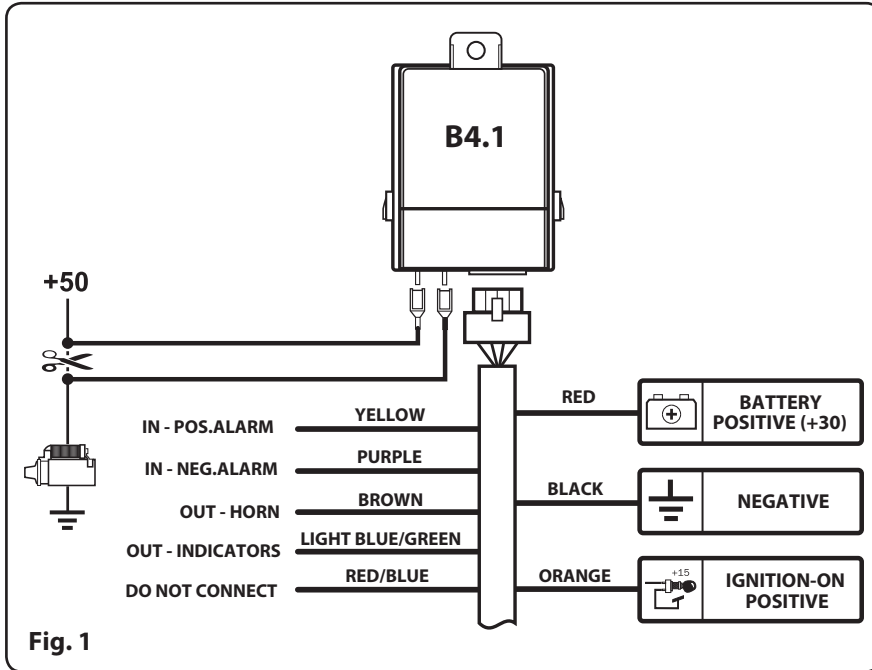 B4.1
+50
YELLOW
IN - POS.ALARM
PURPLE
IN - NEG.ALARM
BROWN
OUT - HORN
LIGHT BLUE/GREEN
OUT - INDICATORS
RED/BLUE
DO NOT CONNECT
RED
BATTERY
POSITIVE (+30)
BLACK
NEGATIVE
ORANGE
+15
IGNITION-ON
POSITIVE
Fig. 1